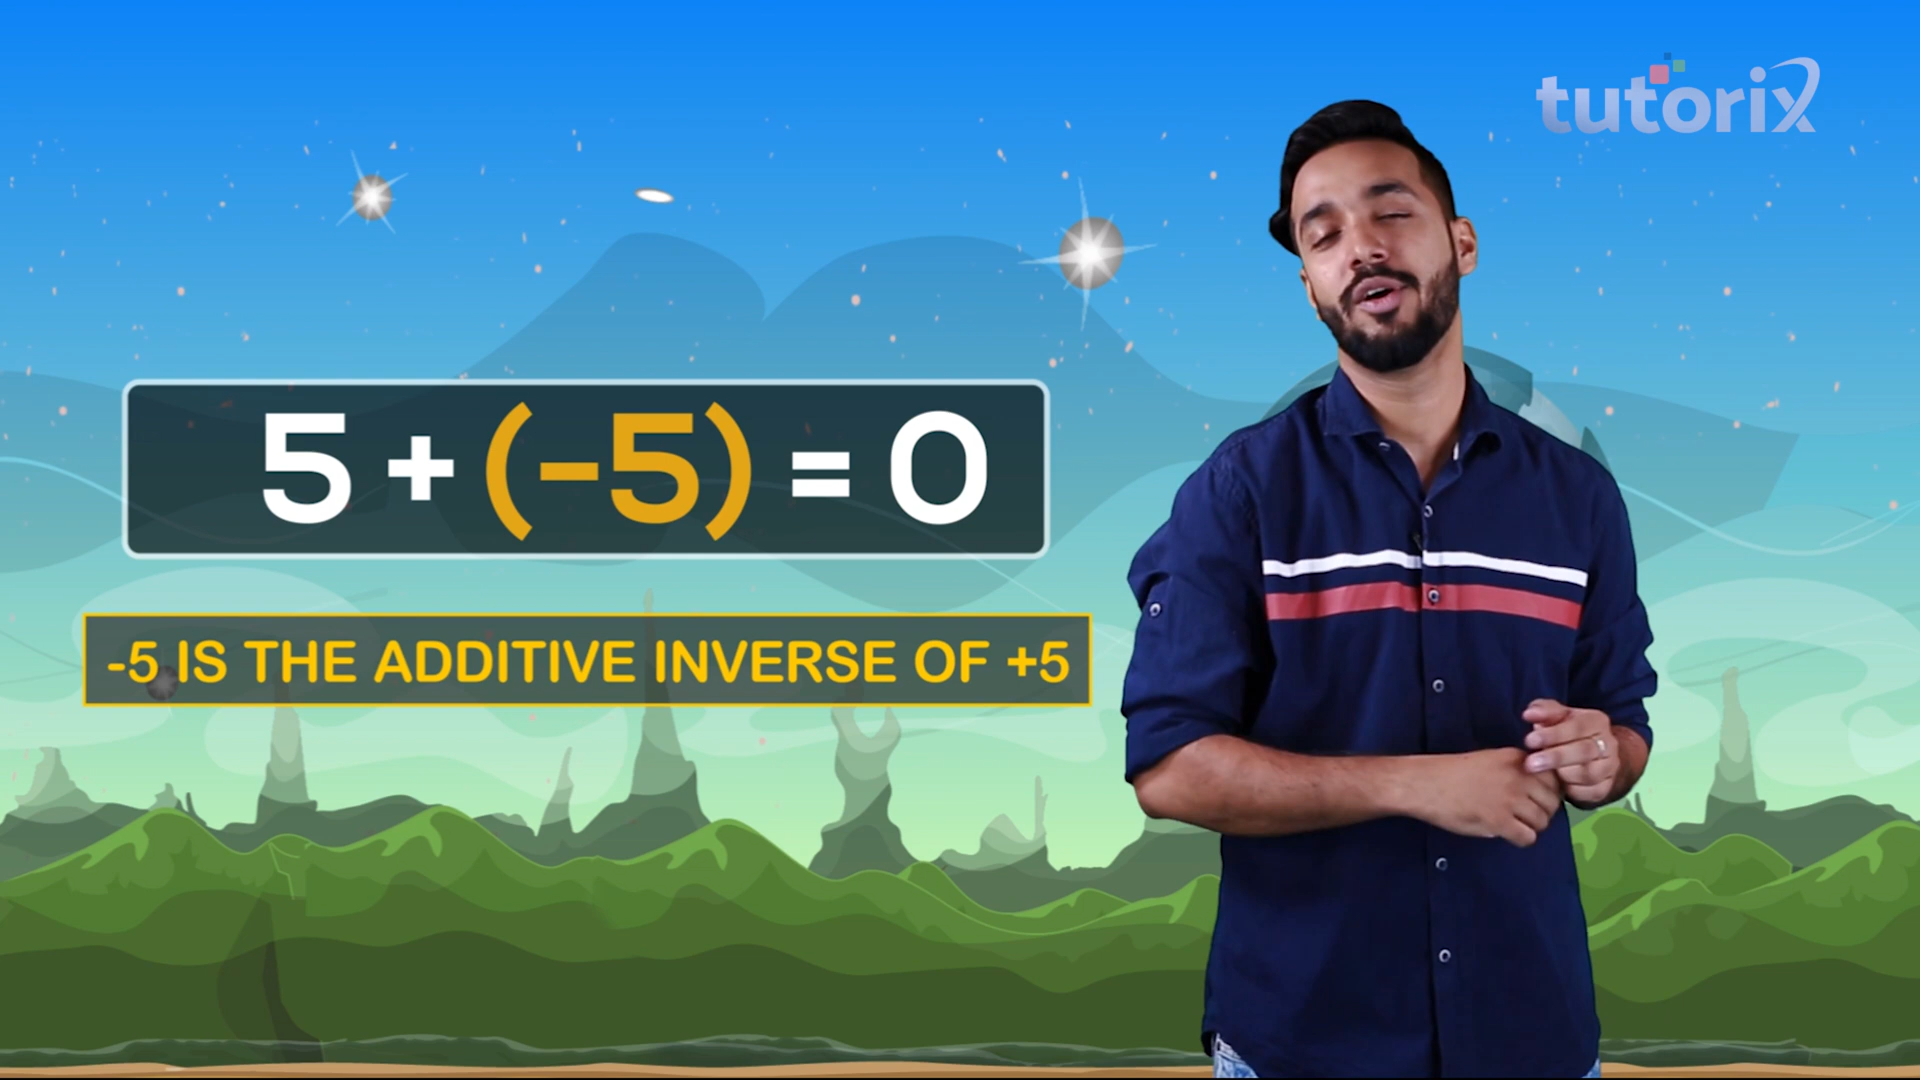 tutorix
5 + (-5) = 0
-5 IS THE ADDITIVE INVERSE OF +5